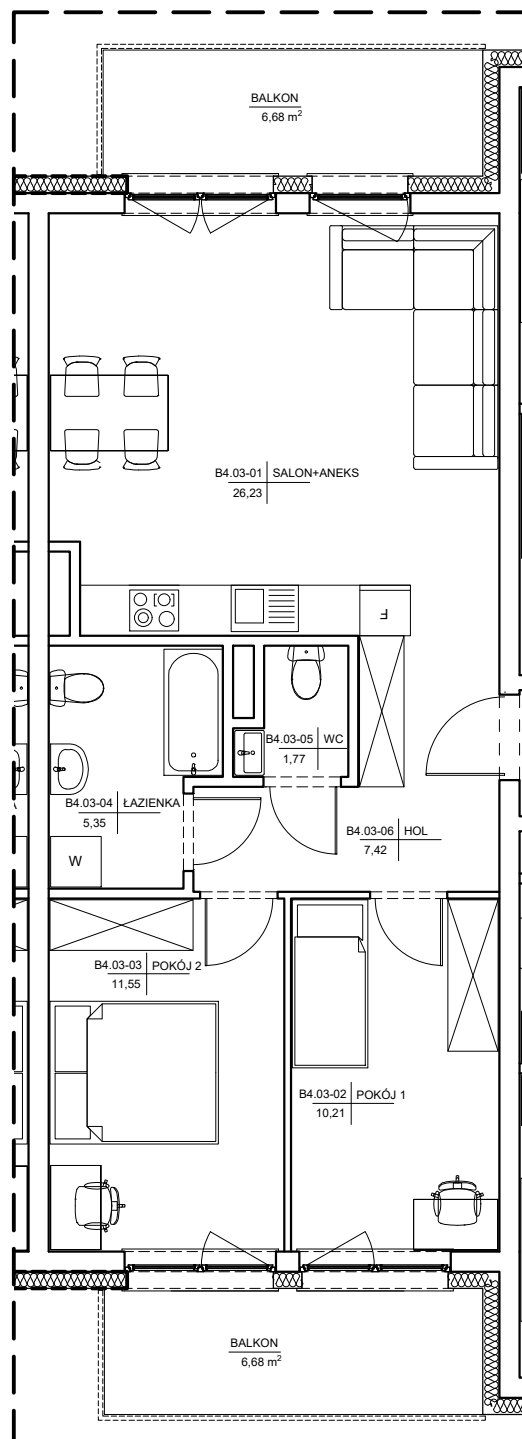 BALKON
6,68 m²
B4.03-01 SALON+ANEKS
26,23
F
B4.03-05 WC
1,77
B4.03-04 ŁAZIENKA
5,35
B4.03-06 HOL
7,42
W
B4.03-03 POKÓJ 2
11,55
B4.03-02 POKÓJ 1
10,21
BALKON
6,68 m²